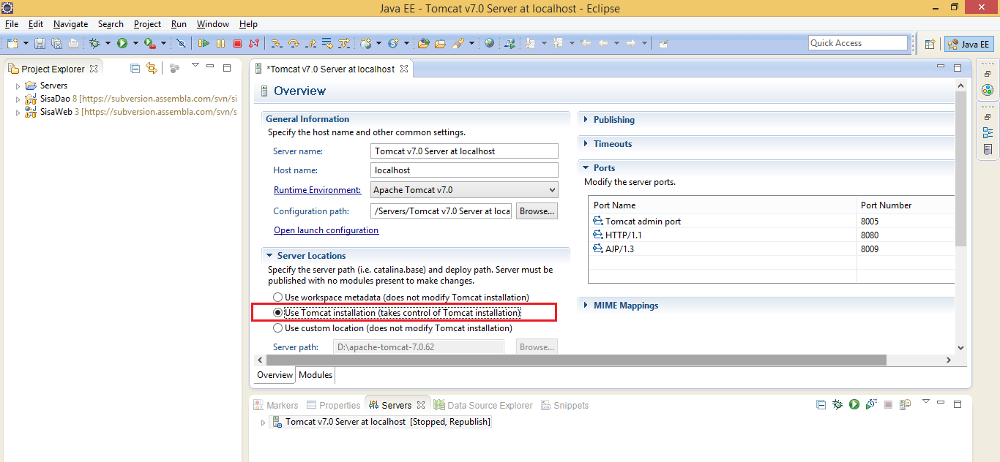 Java EE - Tomcat v7.0 Server at localhost - Eclipse
File Edit Navigate Search Project Run Window Help
Quick Access
Java EE
Project Explorer
Servers
SisaDao 8 [https://subversion.assembla.com/svn/si
SisaWeb 3 [https://subversion.assembla.com/svn/s
*Tomcat v7.0 Server at localhost
Overview
General Information
Specify the host name and other common settings.
Server name: Tomcat v7.0 Server at localhost
Host name: localhost
Runtime Environment: Apache Tomcat v7.0
Configuration path: /Servers/Tomcat v7.0 Server at loca Browse...
Open launch configuration
Server Locations
Specify the server path (i.e. catalina.base) and deploy path. Server must be
published with no modules present to make changes.
Use workspace metadata (does not modify Tomcat installation)
Use Tomcat installation (takes control of Tomcat installation)
Use custom location (does not modify Tomcat installation)
Server path: D:\apache-tomcat-7.0.62 Browse...
Publishing
Timeouts
Ports
Modify the server ports.
Port Name Port Number
Tomcat admin port 8005
HTTP/1.1 8080
AJP/1.3 8009
MIME Mappings
Overview Modules
Markers Properties Servers Data Source Explorer Snippets
Tomcat v7.0 Server at localhost [Stopped, Republish]